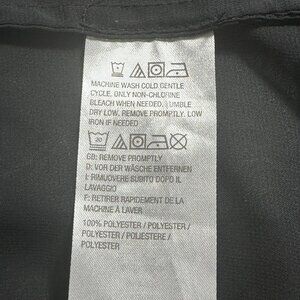 MACHINE WASH COLD GENTLE
CYCLE. ONLY NON-CHLORINE
BLEACH WHEN NEEDED. TUMBLE
DRY LOW. REMOVE PROMPTLY. LOW
IRON IF NEEDED
30
GB: REMOVE PROMPTLY
D: VOR DER WÄSCHE ENTFERNEN
I: RIMUOVERE SUBITO DOPO IL
LAVAGGIO
F: RETIRER RAPIDEMENT DE LA
MACHINE À LAVER
100% POLYESTER / POLYESTER /
POLYESTER / POLIESTERE /
POLYESTER